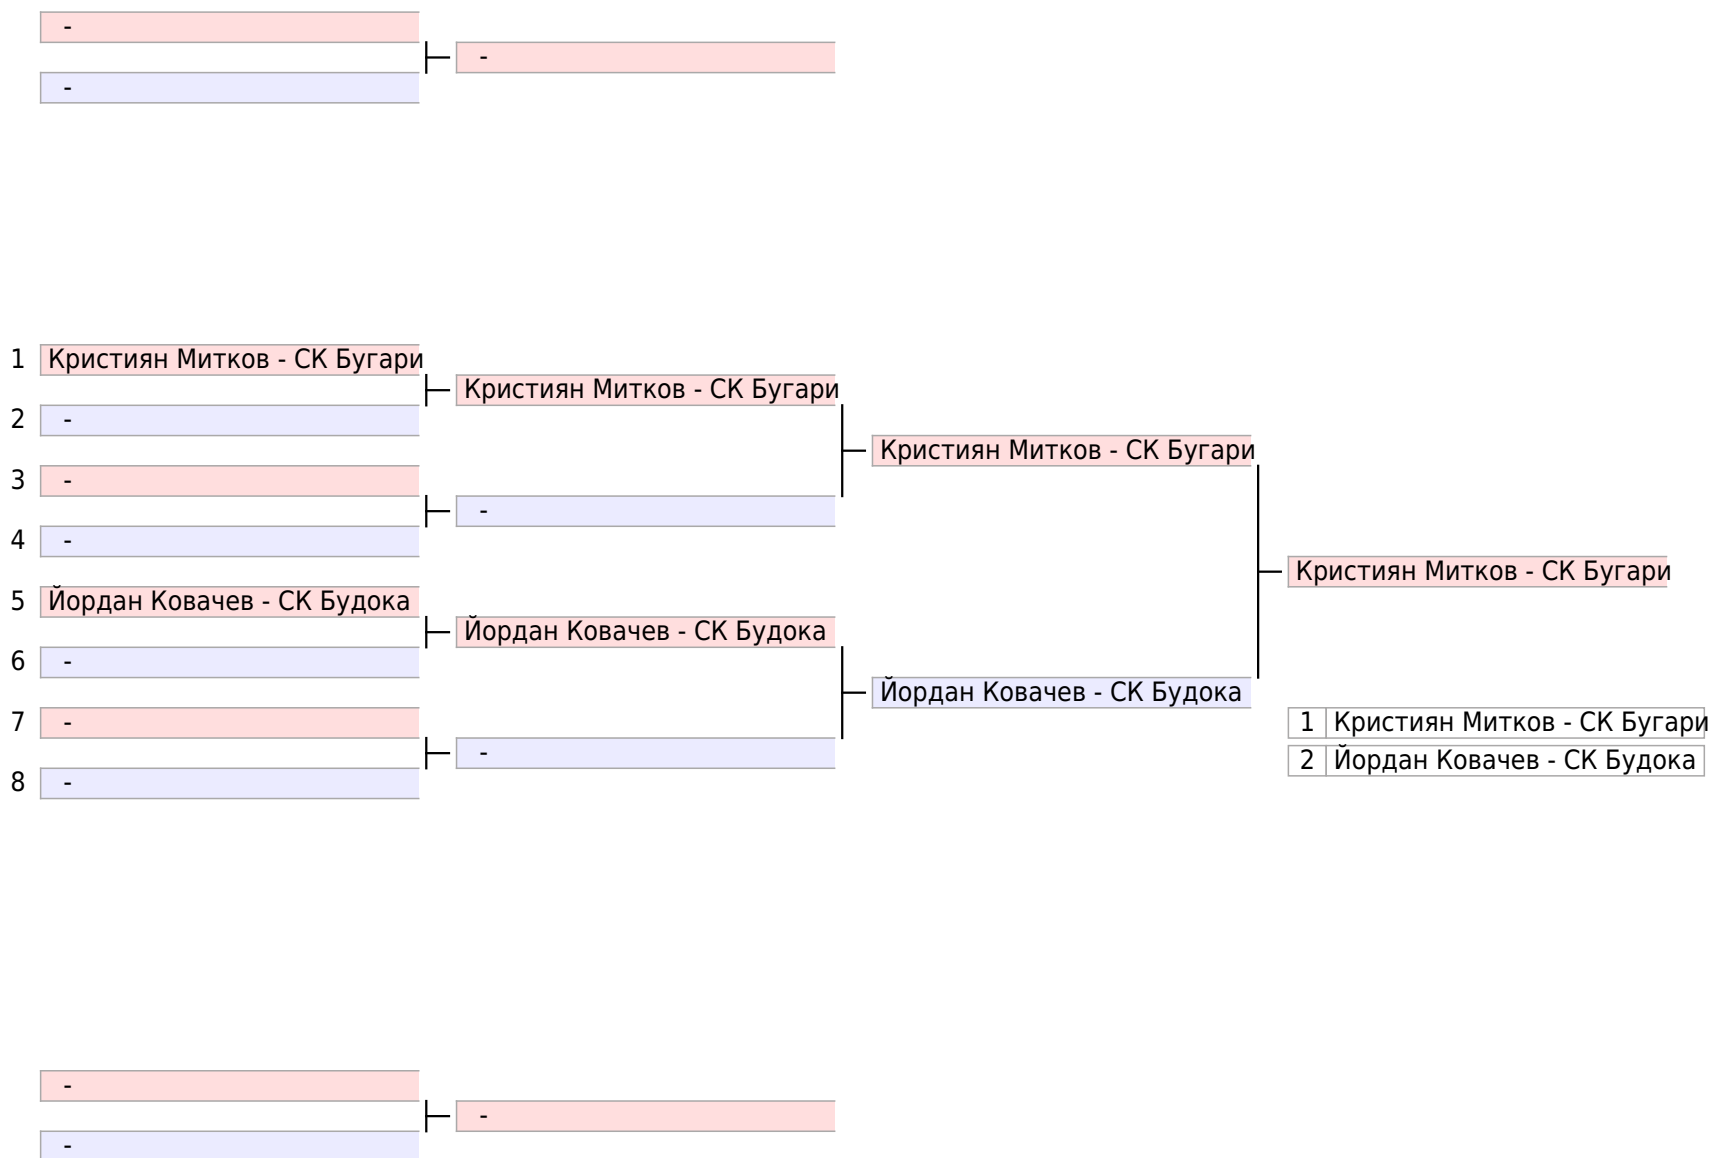 -
-
-
1 Кристиян Митков - СК Бугари
Кристиян Митков - СК Бугари
2 -
Кристиян Митков - СК Бугари
3 -
-
4 -
Кристиян Митков - СК Бугари
5 Йордан Ковачев - СК Будока
Йордан Ковачев - СК Будока
6 -
Йордан Ковачев - СК Будока
7 -
1 Кристиян Митков - СК Бугари
-
2 Йордан Ковачев - СК Будока
8 -
-
-
-